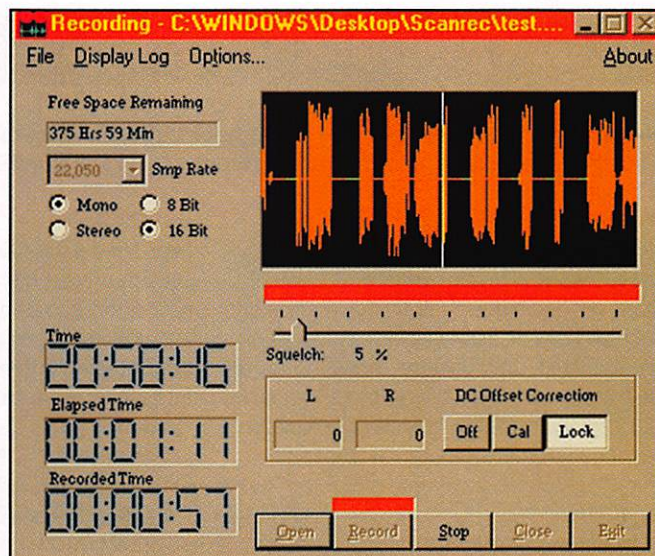 Recording - C:\WINDOWS\Desktop\Scanrec\test....
File Display Log Options... About
Free Space Remaining
375 Hrs 59 Min
22,050 Smp Rate
Mono 8 Bit
Stereo 16 Bit
Time
20:58:46
Elapsed Time
00:01:11
Recorded Time
00:00:57
Squelch: 5 %
L R DC Offset Correction
0 0 Off Cal Lock
Open Record Stop Close Exit